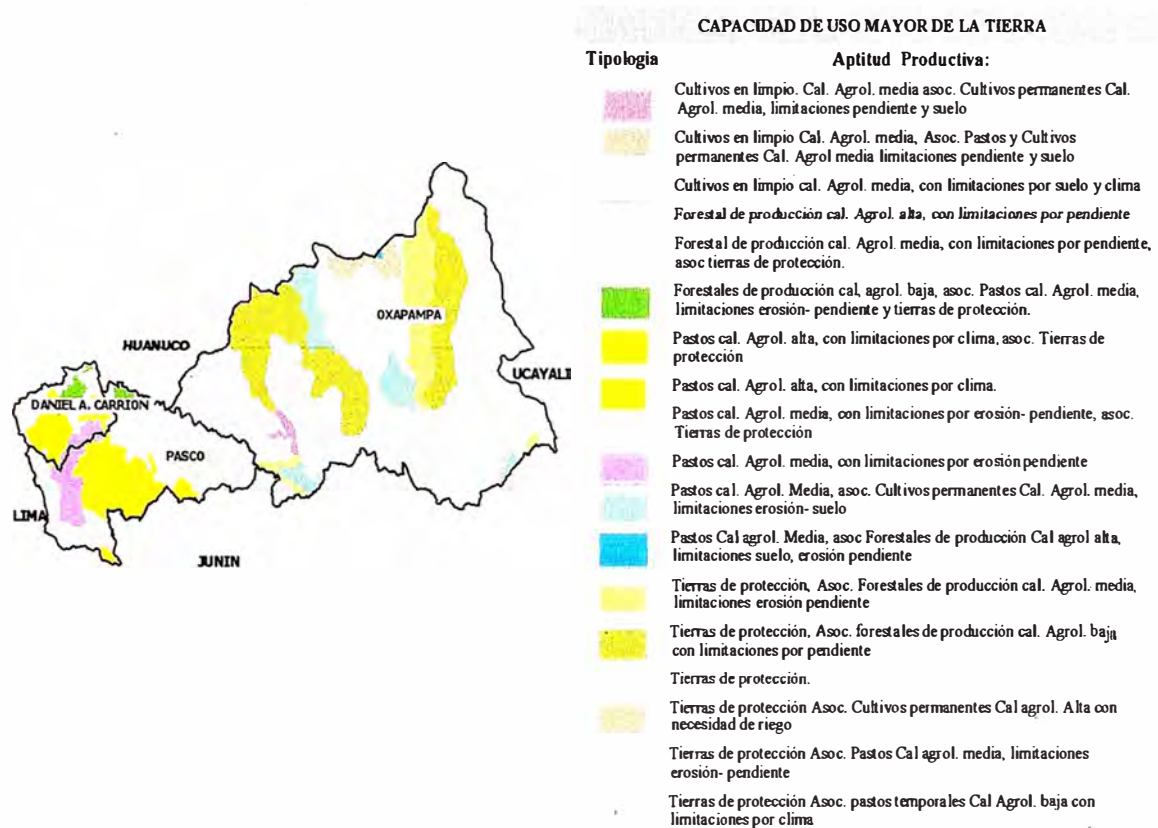 CAPACIDAD DE USO MAYOR DE LA TIERRA
Tipologia
Aptitud Productiva:
Cultivos en limpio. Cal. Agrol. media asoc. Cultivos permanentes Cal.
Agrol. media, limitaciones pendiente y suelo
Cultivos en limpio Cal. Agrol. media, Asoc. Pastos y Cultivos
permanentes Cal. Agrol media limitaciones pendiente y suelo
Cultivos en limpio cal. Agrol. media, con limitaciones por suelo y clima
Forestal de producción cal. Agrol. alta, con limitaciones por pendiente
Forestal de producción cal. Agrol. media, con limitaciones por pendiente,
asoc tierras de protección.
Forestales de producción cal, agrol. baja, asoc. Pastos cal. Agrol. media,
limitaciones erosión- pendiente y tierras de protección.
Pastos cal. Agrol. alta, con limitaciones por clima, asoc. Tierras de
protección
Pastos cal. Agrol. alta, con limitaciones por clima.
Pastos cal. Agrol. media, con limitaciones por erosión- pendiente, asoc.
Tierras de protección
Pastos cal. Agrol. media, con limitaciones por erosión pendiente
Pastos cal. Agrol. Media, asoc. Cultivos permanentes Cal. Agrol. media,
limitaciones erosión- suelo
Pastos Cal agrol. Media, asoc Forestales de producción Cal agrol alta,
limitaciones suelo, erosión pendiente
Tierras de protección, Asoc. Forestales de producción cal. Agrol. media,
limitaciones erosión pendiente
Tierras de protección, Asoc. forestales de producción cal. Agrol. baja
con limitaciones por pendiente
Tierras de protección.
Tierras de protección Asoc. Cultivos permanentes Cal agrol. Alta con
necesidad de riego
Tierras de protección Asoc. Pastos Cal agrol. media, limitaciones
erosión- pendiente
Tierras de protección Asoc. pastos temporales Cal Agrol. baja con
limitaciones por clima
OXAPAMPA
HUANUCO
UCAYALI
DANIEL A. CARRION
PASCO
LIMA
JUNIN